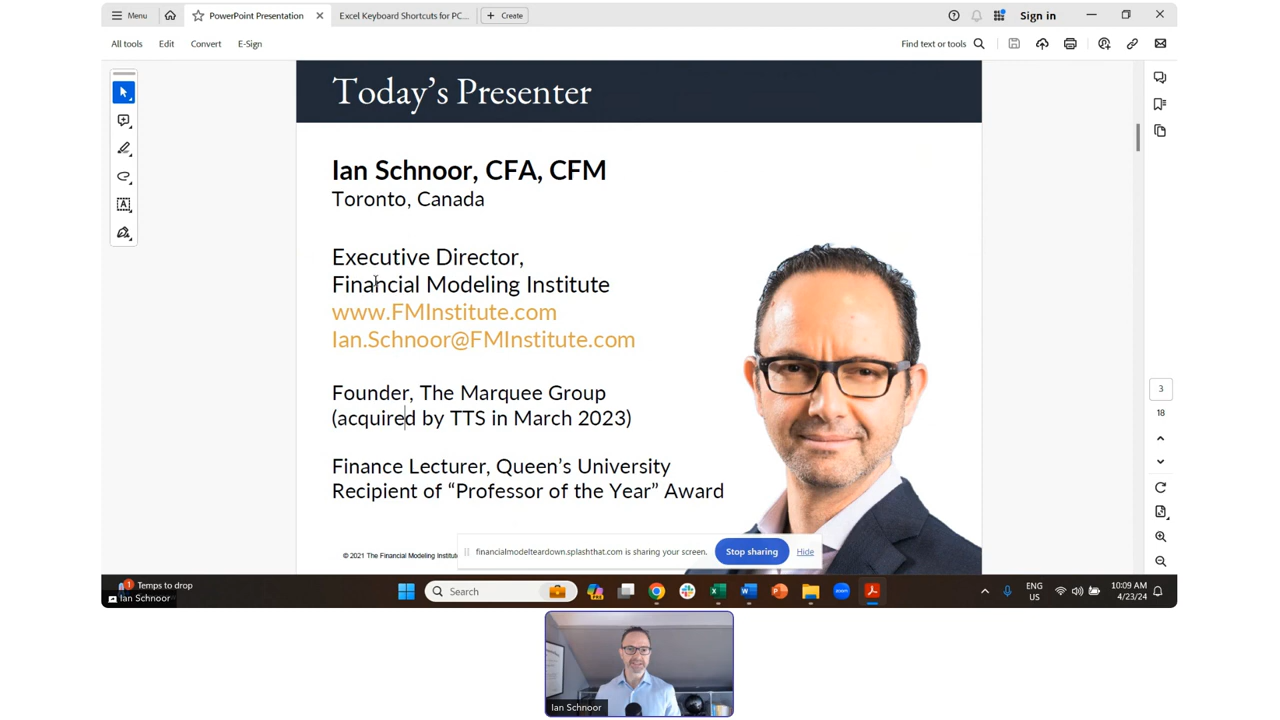 Menu
PowerPoint Presentation
Excel Keyboard Shortcuts for PC...
Create
Sign in
All tools
Edit
Convert
E-Sign
Find text or tools
Today's Presenter
Ian Schnoor, CFA, CFM
Toronto, Canada
Executive Director,
Financial Modeling Institute
www.FMInstitute.com
Ian.Schnoor@FMInstitute.com
Founder, The Marquee Group
(acquired by TTS in March 2023)
Finance Lecturer, Queen's University
Recipient of “Professor of the Year” Award
3
18
© 2021 The Financial Modeling Institute
financialmodelteardown.splashthat.com is sharing your screen.
Stop sharing
Hide
1
Temps to drop
Ian Schnoor
Search
zoom
ENG
US
10:09 AM
4/23/24
Ian Schnoor